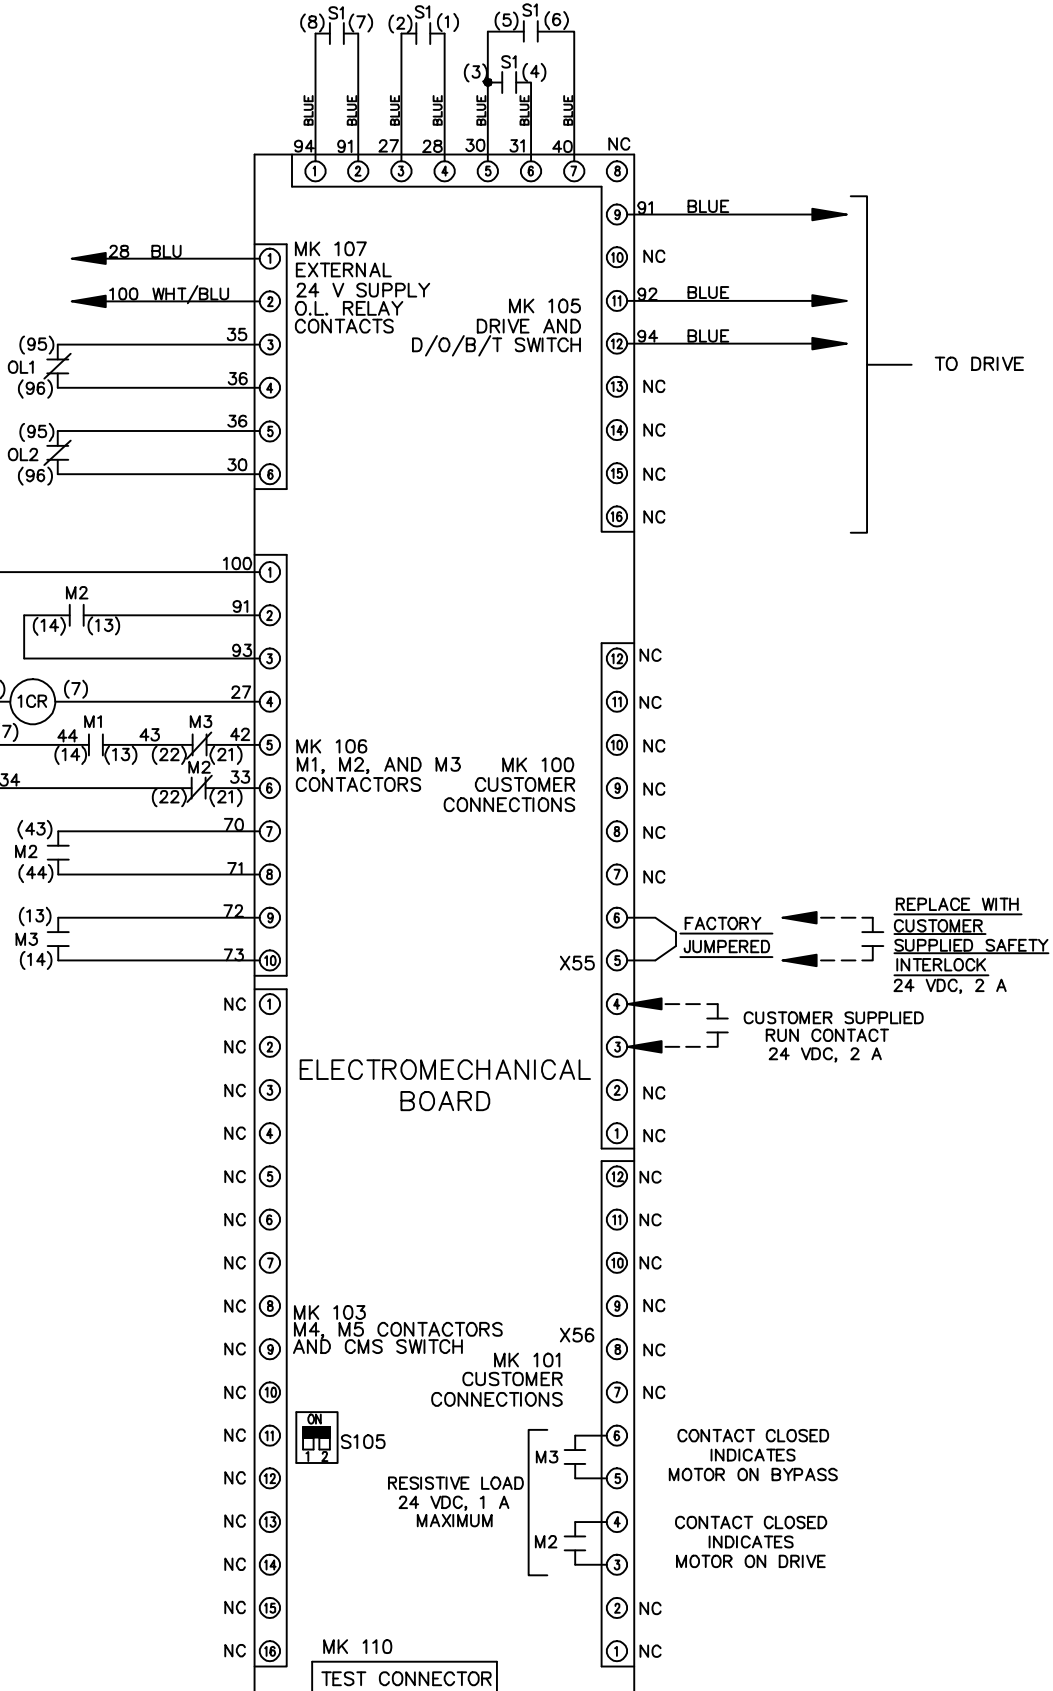 (8) S1 (7) (2) S1 (1) (5) S1 (6)
(3) S1 (4)
BLUE BLUE BLUE BLUE BLUE BLUE BLUE
94 91 27 28 30 31 40 NC
1 2 3 4 5 6 7 8
9 91 BLUE
10 NC
11 92 BLUE
12 94 BLUE
13 NC
14 NC
15 NC
16 NC
TO DRIVE
MK 105
DRIVE AND
D/O/B/T SWITCH
28 BLU 1
100 WHT/BLU 2
(95) 35 3
OL1
(96) 36 4
(95) 36 5
OL2
(96) 30 6
MK 107
EXTERNAL
24 V SUPPLY
O.L. RELAY
CONTACTS
100 1
M2
(14) (13) 91 2
93 3
) 1CR (7) 27 4
7) 44 M1 43 M3 42 5
(14) (13) (22) (21)
34 M2 33 6
(22) (21)
(43) 70 7
M2
(44) 71 8
(13) 72 9
M3
(14) 73 10
MK 106
M1, M2, AND M3
CONTACTORS
MK 100
CUSTOMER
CONNECTIONS
12 NC
11 NC
10 NC
9 NC
8 NC
7 NC
6
X55 5
4
3
2 NC
1 NC
FACTORY
JUMPERED
REPLACE WITH
CUSTOMER
SUPPLIED SAFETY
INTERLOCK
24 VDC, 2 A
CUSTOMER SUPPLIED
RUN CONTACT
24 VDC, 2 A
ELECTROMECHANICAL
BOARD
NC 1
NC 2
NC 3
NC 4
NC 5
NC 6
NC 7
NC 8
NC 9
NC 10
NC 11
NC 12
NC 13
NC 14
NC 15
NC 16
MK 103
M4, M5 CONTACTORS
AND CMS SWITCH
ON
1 2
S105
X56
MK 101
CUSTOMER
CONNECTIONS
12 NC
11 NC
10 NC
9 NC
8 NC
7 NC
6
M3
5
4
M2
3
2 NC
1 NC
RESISTIVE LOAD
24 VDC, 1 A
MAXIMUM
CONTACT CLOSED
INDICATES
MOTOR ON BYPASS
CONTACT CLOSED
INDICATES
MOTOR ON DRIVE
MK 110
TEST CONNECTOR